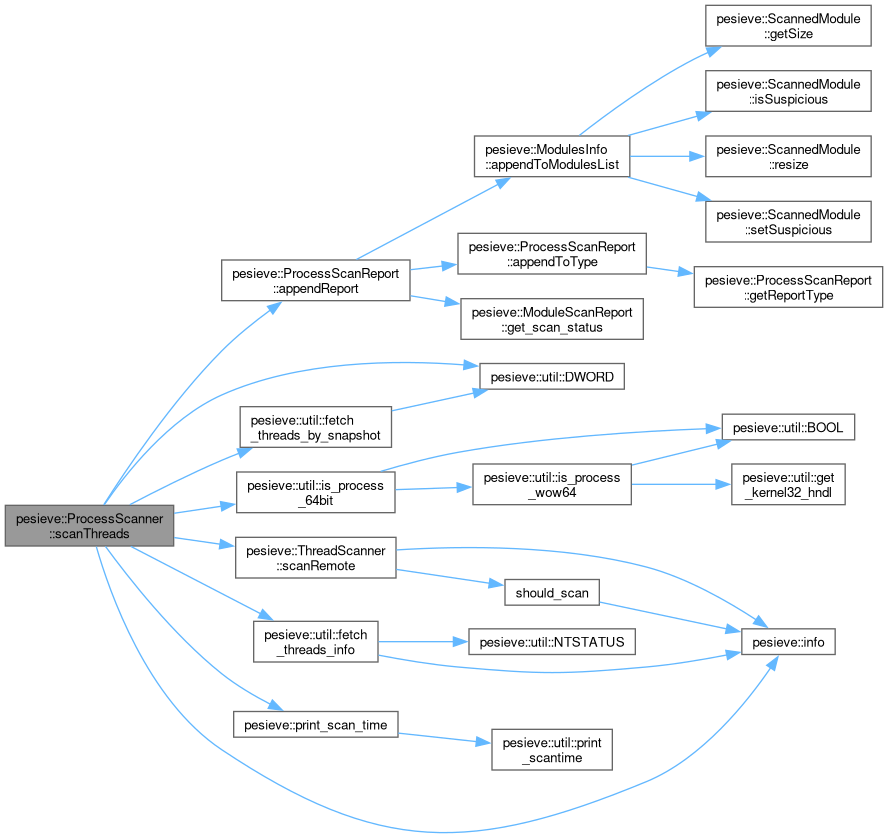 pesieve::ScannedModule
::getSize
pesieve::ScannedModule
::isSuspicious
pesieve::ModulesInfo
::appendToModulesList
pesieve::ScannedModule
::resize
pesieve::ScannedModule
::setSuspicious
pesieve::ProcessScanReport
::appendToType
pesieve::ProcessScanReport
::appendReport
pesieve::ProcessScanReport
::getReportType
pesieve::ModuleScanReport
::get_scan_status
pesieve::util::DWORD
pesieve::util::fetch
_threads_by_snapshot
pesieve::util::BOOL
pesieve::util::is_process
_64bit
pesieve::util::is_process
_wow64
pesieve::util::get
_kernel32_hndl
pesieve::ProcessScanner
::scanThreads
pesieve::ThreadScanner
::scanRemote
should_scan
pesieve::util::fetch
_threads_info
pesieve::util::NTSTATUS
pesieve::info
pesieve::print_scan_time
pesieve::util::print
_scantime